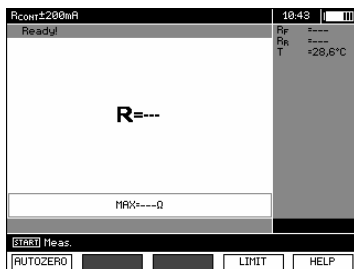 RCONT±200mA 10:43
Ready!
RF =---
RR =---
T =28,6°C
R=---
MAX=---Ω
START Meas.
AUTOZERO LIMIT HELP